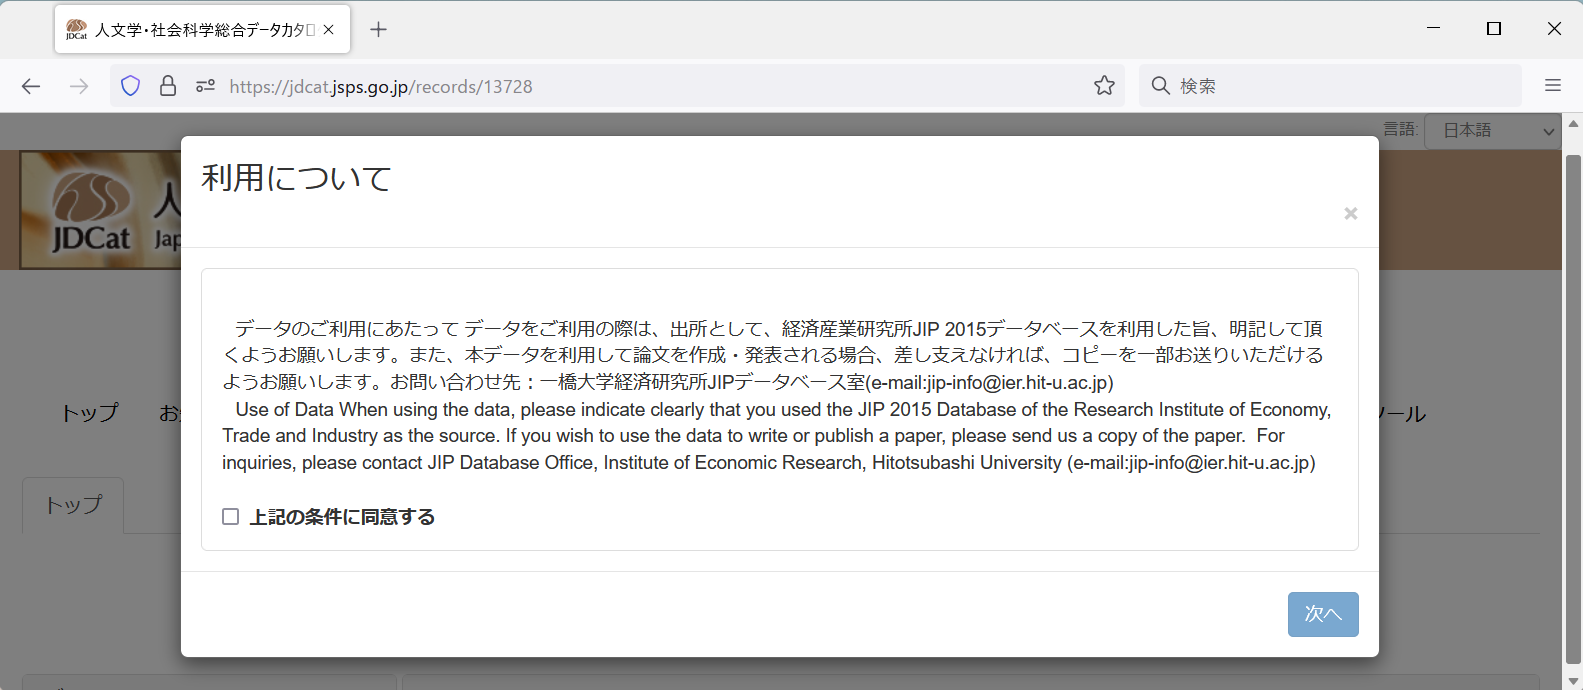 JDCat 人文学・社会科学総合データカタロ
https://jdcat.jsps.go.jp/records/13728
検索
言語: 日本語
利用について
×
JDCat 人
Jap
データのご利用にあたって データをご利用の際は、出所として、経済産業研究所JIP 2015データベースを利用した旨、明記して頂
くようお願いします。また、本データを利用して論文を作成・発表される場合、差し支えなければ、コピーを一部お送りいただける
ようお願いします。お問い合わせ先：一橋大学経済研究所JIPデータベース室(e-mail:jip-info@ier.hit-u.ac.jp)
Use of Data When using the data, please indicate clearly that you used the JIP 2015 Database of the Research Institute of Economy,
Trade and Industry as the source. If you wish to use the data to write or publish a paper, please send us a copy of the paper. For
inquiries, please contact JIP Database Office, Institute of Economic Research, Hitotsubashi University (e-mail:jip-info@ier.hit-u.ac.jp)
トップ お ール
トップ
上記の条件に同意する
次へ